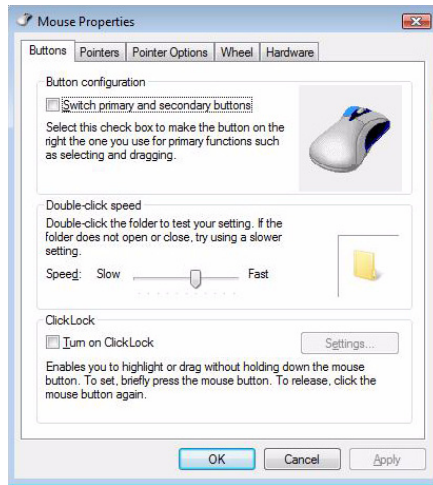 Mouse Properties
Buttons Pointers Pointer Options Wheel Hardware
Button configuration
Switch primary and secondary buttons
Select this check box to make the button on the
right the one you use for primary functions such
as selecting and dragging.
Double-click speed
Double-click the folder to test your setting. If the
folder does not open or close, try using a slower
setting.
Speed: Slow Fast
ClickLock
Turn on ClickLock Settings...
Enables you to highlight or drag without holding down the mouse
button. To set, briefly press the mouse button. To release, click the
mouse button again.
OK Cancel Apply